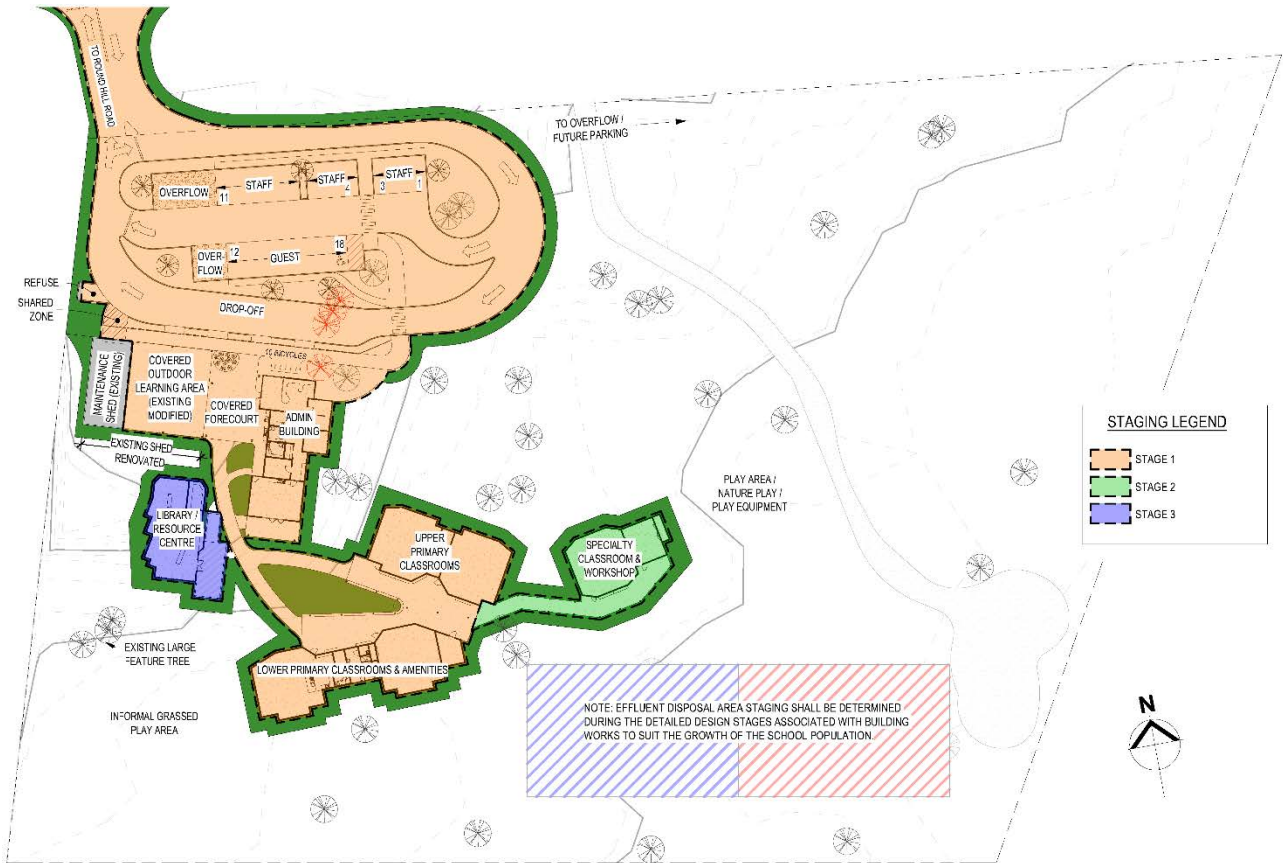 TO ROUND HILL ROAD
TO OVERFLOW /
FUTURE PARKING
OVERFLOW
11
STAFF
STAFF
4
3
STAFF
1
OVER-
FLOW
12
GUEST
18
REFUSE
SHARED
ZONE
DROP-OFF
BICYCLES
MAINTENANCE
SHED (EXISTING)
COVERED
OUTDOOR
LEARNING AREA
(EXISTING
MODIFIED)
COVERED
FORECOURT
ADMIN
BUILDING
EXISTING SHED
RENOVATED
STAGING LEGEND
STAGE 1
STAGE 2
STAGE 3
LIBRARY /
RESOURCE
CENTRE
UPPER
PRIMARY
CLASSROOMS
SPECIALTY
CLASSROOM &
WORKSHOP
PLAY AREA /
NATURE PLAY /
PLAY EQUIPMENT
EXISTING LARGE
FEATURE TREE
LOWER PRIMARY CLASSROOMS & AMENITIES
INFORMAL GRASSED
PLAY AREA
NOTE: EFFLUENT DISPOSAL AREA STAGING SHALL BE DETERMINED
DURING THE DETAILED DESIGN STAGES ASSOCIATED WITH BUILDING
WORKS TO SUIT THE GROWTH OF THE SCHOOL POPULATION.
N